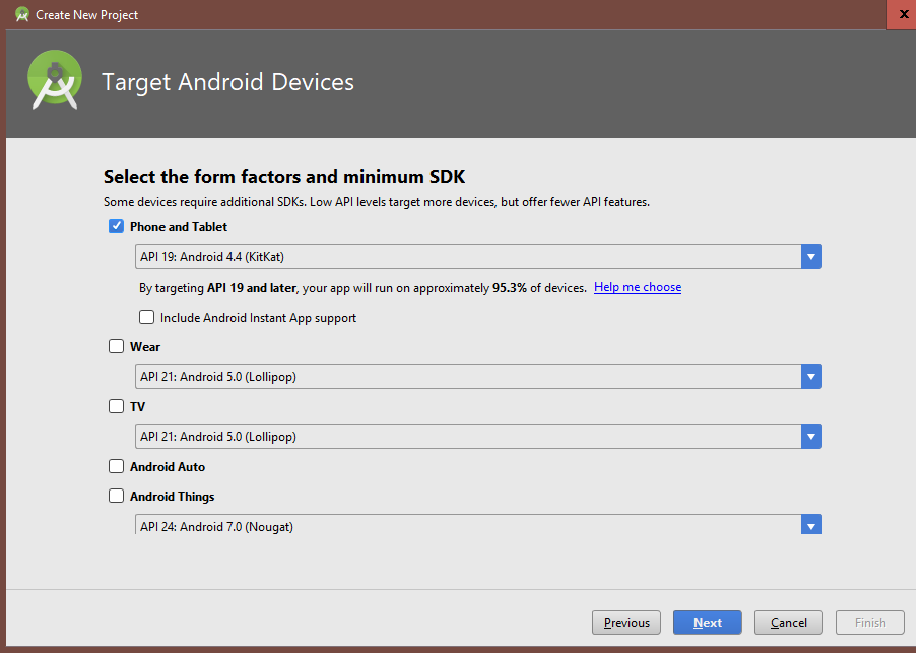 Create New Project
Target Android Devices
Select the form factors and minimum SDK
Some devices require additional SDKs. Low API levels target more devices, but offer fewer API features.
Phone and Tablet
API 19: Android 4.4 (KitKat)
By targeting API 19 and later, your app will run on approximately 95.3% of devices. Help me choose
Include Android Instant App support
Wear
API 21: Android 5.0 (Lollipop)
TV
API 21: Android 5.0 (Lollipop)
Android Auto
Android Things
API 24: Android 7.0 (Nougat)
Previous Next Cancel Finish